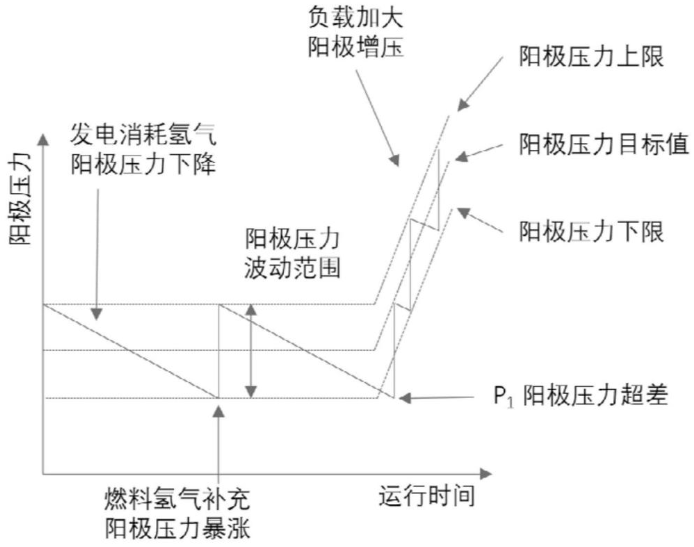 负载加大
阳极增压
阳极压力上限
发电消耗氢气
阳极压力下降
阳极压力目标值
阳极压力
阳极压力
波动范围
阳极压力下限
P₁ 阳极压力超差
燃料氢气补充
阳极压力暴涨
运行时间